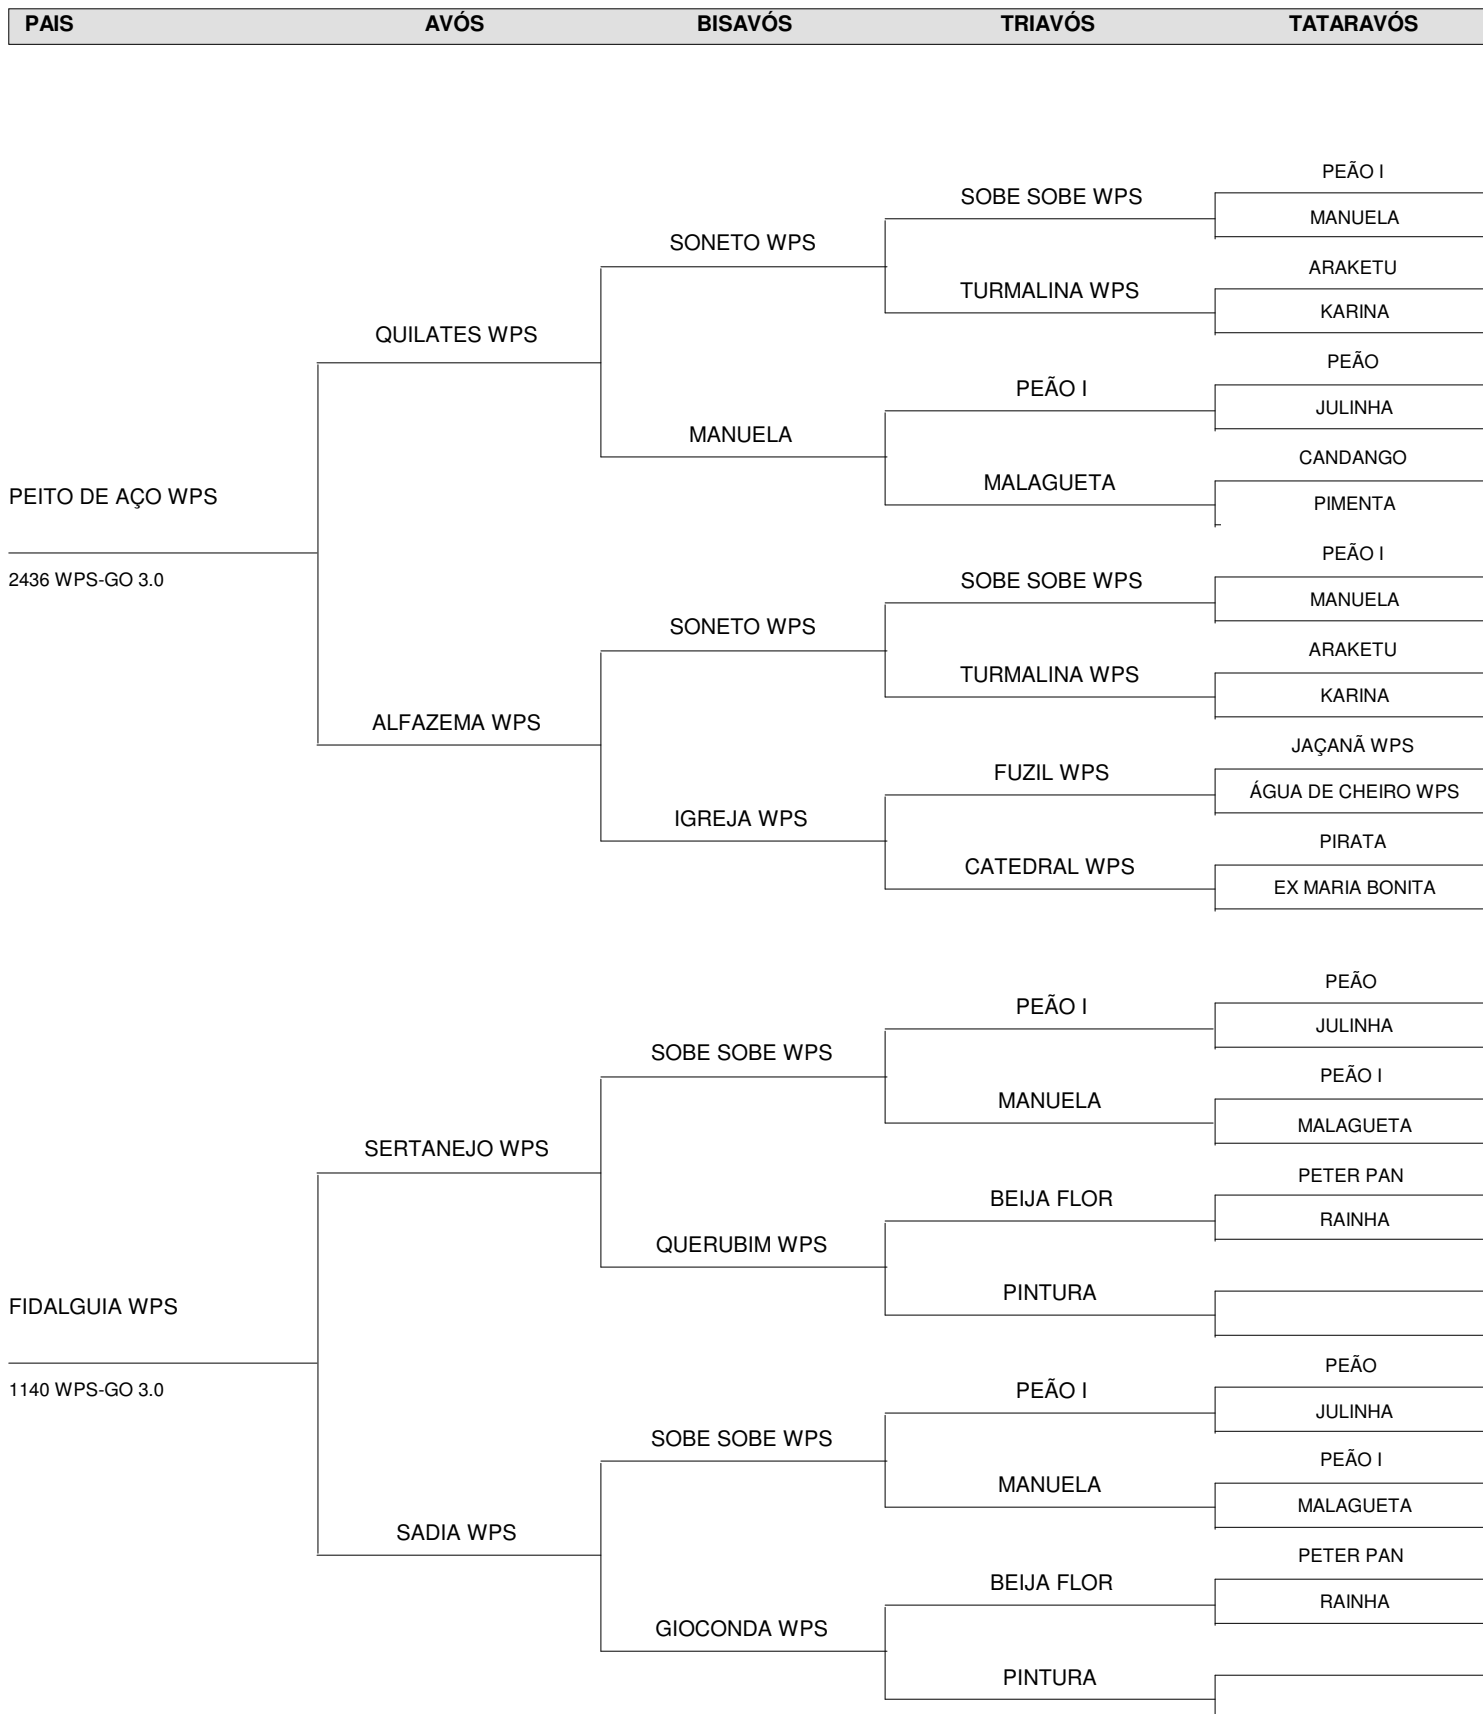 PAIS AVÓS BISAVÓS TRIAVÓS TATARAVÓS
PEÃO I
SOBE SOBE WPS
MANUELA
SONETO WPS
ARAKETU
TURMALINA WPS
KARINA
QUILATES WPS
PEÃO
PEÃO I
JULINHA
MANUELA
CANDANGO
MALAGUETA
PEITO DE AÇO WPS
PIMENTA
PEÃO I
2436 WPS-GO 3.0
SOBE SOBE WPS
MANUELA
SONETO WPS
ARAKETU
TURMALINA WPS
KARINA
ALFAZEMA WPS
JAÇANÃ WPS
FUZIL WPS
ÁGUA DE CHEIRO WPS
IGREJA WPS
PIRATA
CATEDRAL WPS
EX MARIA BONITA
PEÃO
PEÃO I
JULINHA
SOBE SOBE WPS
PEÃO I
MANUELA
MALAGUETA
SERTANEJO WPS
PETER PAN
BEIJA FLOR
RAINHA
QUERUBIM WPS
PINTURA
FIDALGUIA WPS
PEÃO
1140 WPS-GO 3.0
PEÃO I
JULINHA
SOBE SOBE WPS
PEÃO I
MANUELA
MALAGUETA
SADIA WPS
PETER PAN
BEIJA FLOR
RAINHA
GIOCONDA WPS
PINTURA